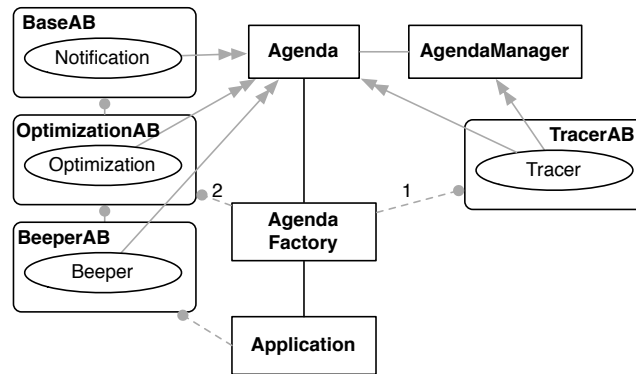 BaseAB
Notification
Agenda
AgendaManager
OptimizationAB
Optimization
TracerAB
Tracer
2
1
Agenda
Factory
BeeperAB
Beeper
Application